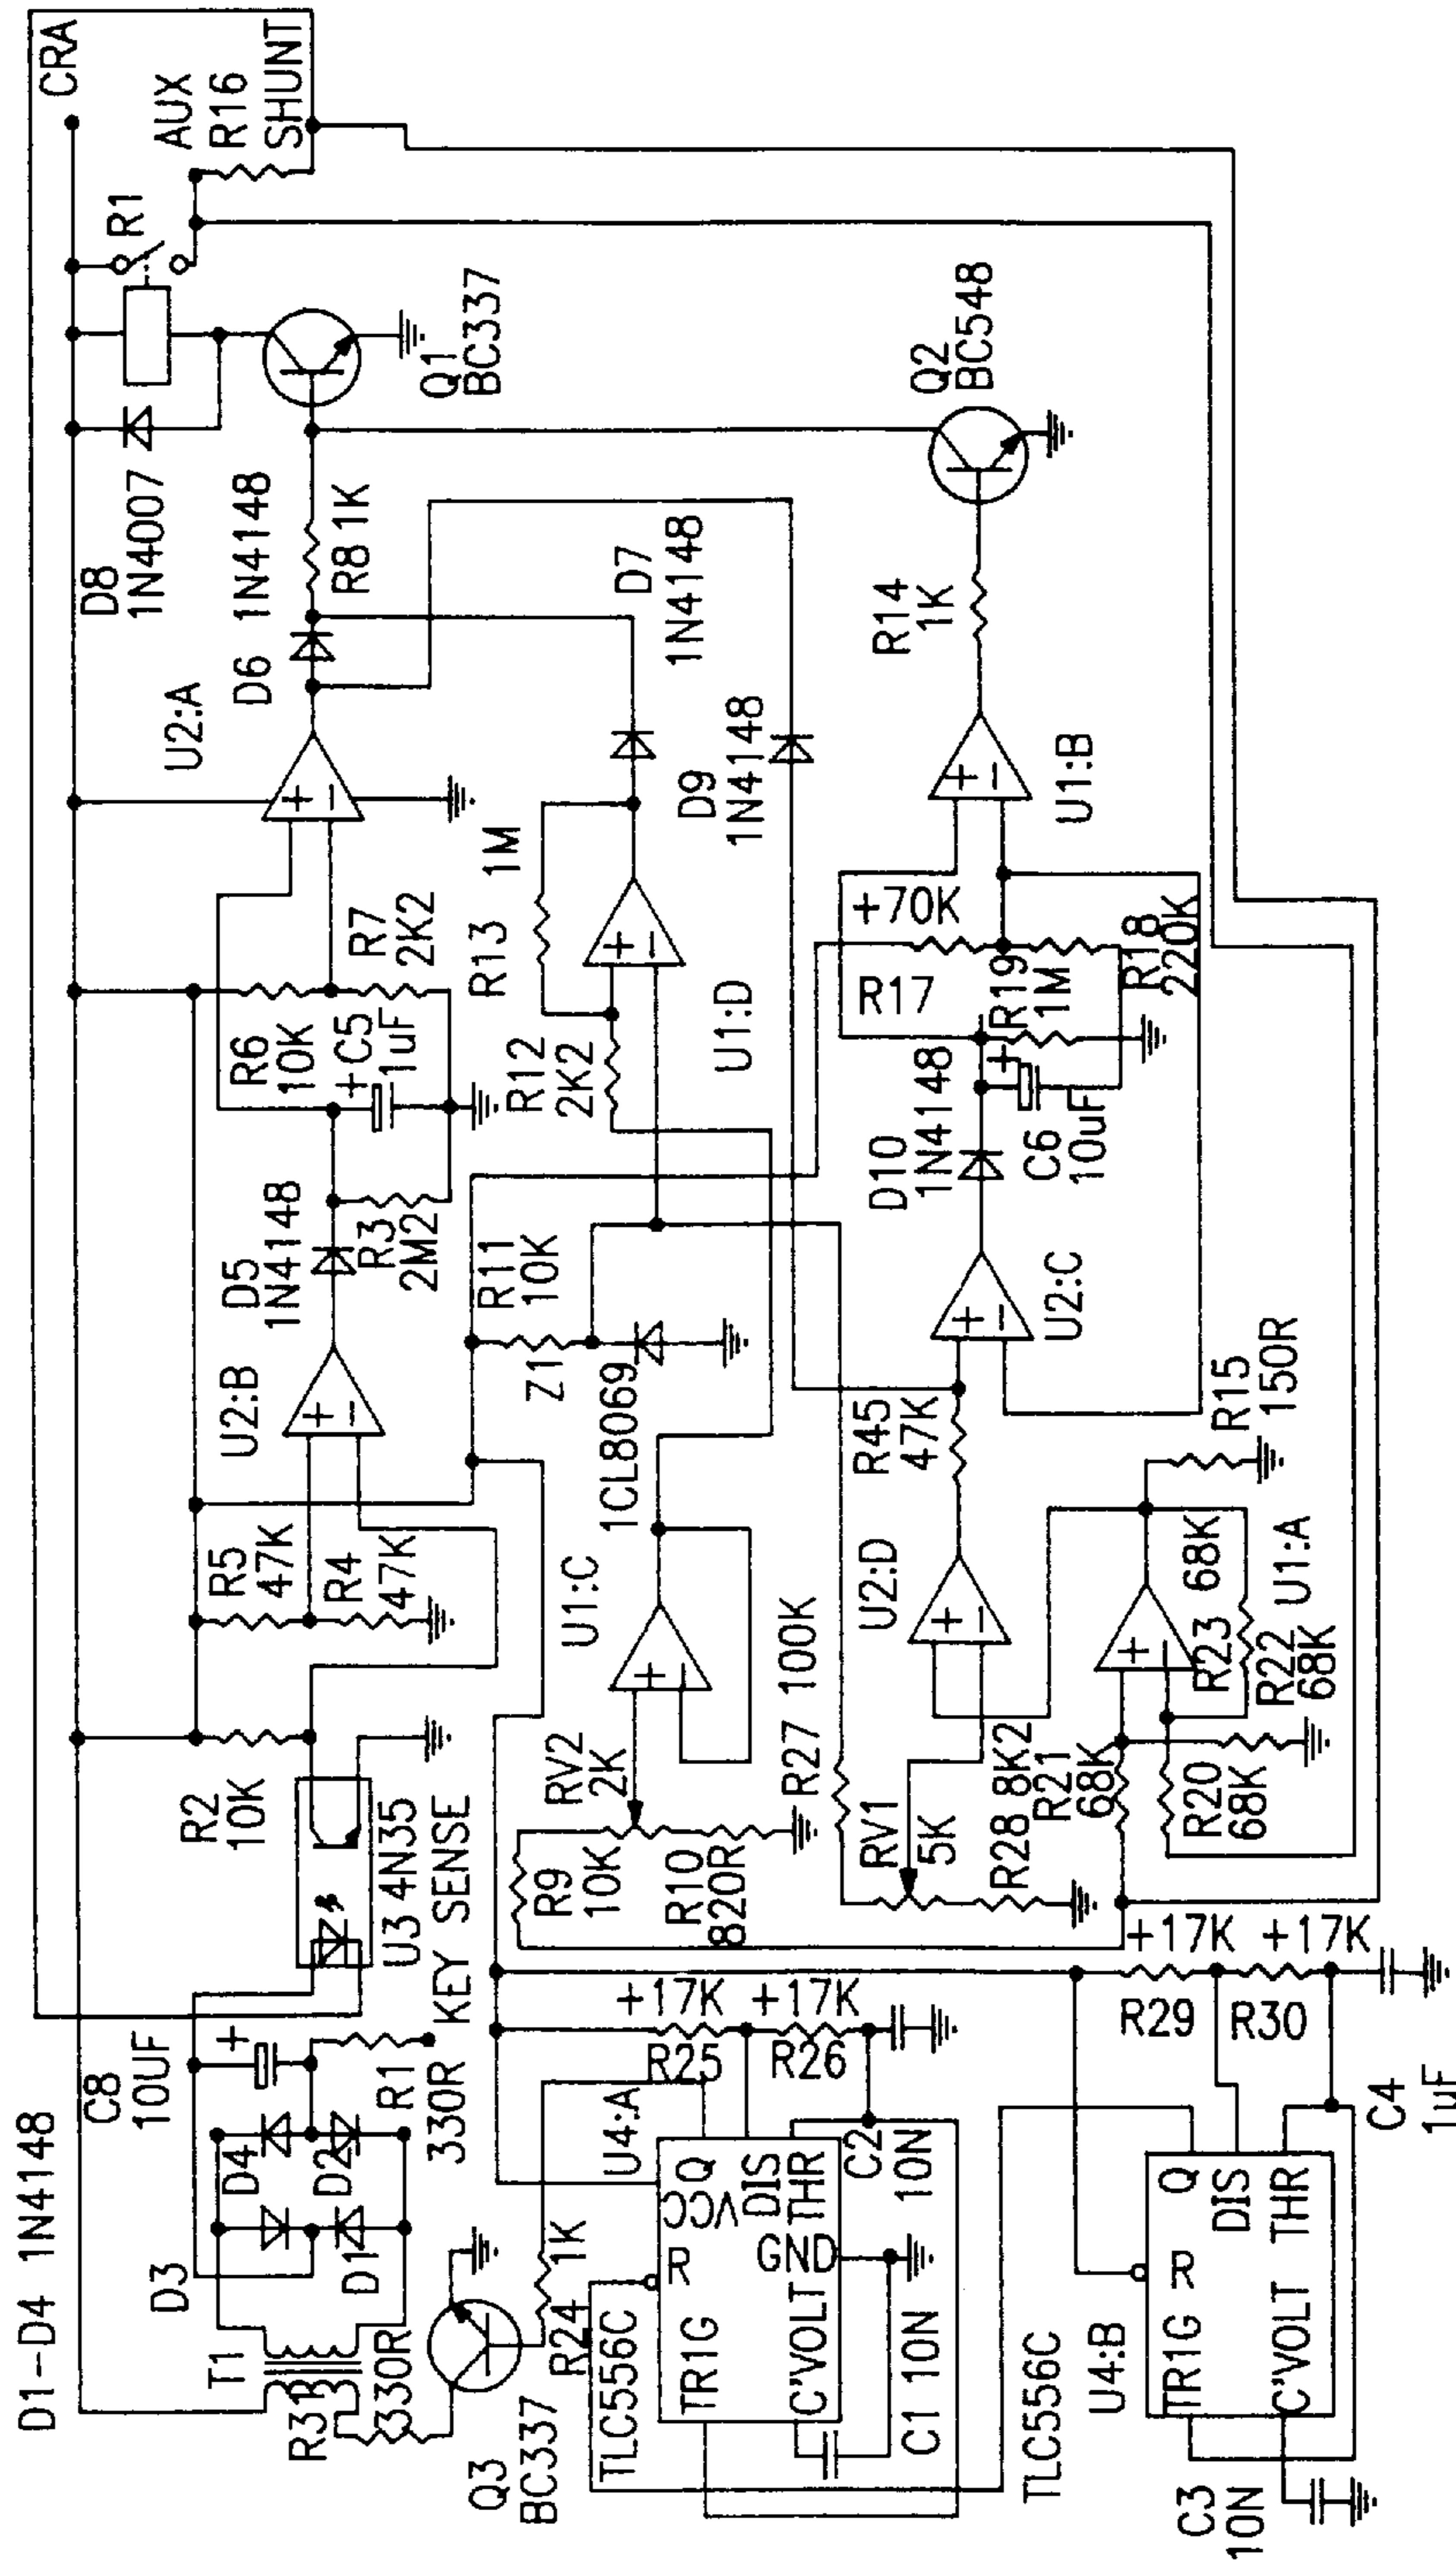 CRA
AUX
R16
SHUNT
R1
D8
1N4007
Q1
BC337
1N4148
R8 1K
D6
U2:A
D7
1N4148
D9
1N4148
Q2
BC548
R14
1K
U1:B
+
-
R7
2K2
R6
10K
+
C5
1uF
1M
R13
+
-
U1:D
R12
2K2
+
-
+70K
R17
R18
220K
R19
1M
D10
1N4148
+
C6
10uF
D5
1N4148
R3
2M2
R11
10K
Z1
1CL8069
U2:B
+
-
R5
47K
R4
47K
U2:C
+
-
R45
47K
R15
150R
U1:C
+
-
U2:D
+
-
68K
R23
U1:A
+
-
R22
68K
R27 100K
RV2
2K
R2
10K
U3 4N35
KEY SENSE
R9
10K
R10
820R
RV1
5K
R28 8K2
R21
68K
R20
68K
D1-D4 1N4148
C8
10UF
+
R1
330R
D4
D2
D3
D1
T1
R31
330R
Q3
BC337
R24
1K
+17K
+17K
R25
R26
U4:A
VCC
Q
DIS
THR
R
GND
TR1G
C'VOLT
C2
10N
C1 10N
TLC556C
+17K
+17K
R29
R30
C4
1uF
TLC556C
U4:B
Q
DIS
THR
R
TR1G
C'VOLT
C3
10N